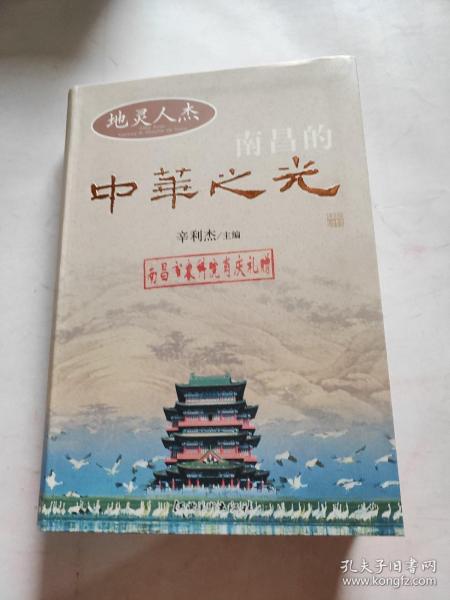 地灵人杰
南昌的
中華之光
辛利杰/主编
南昌市农科院肖庆礼赠
孔夫子旧书网
www.kongfz.com